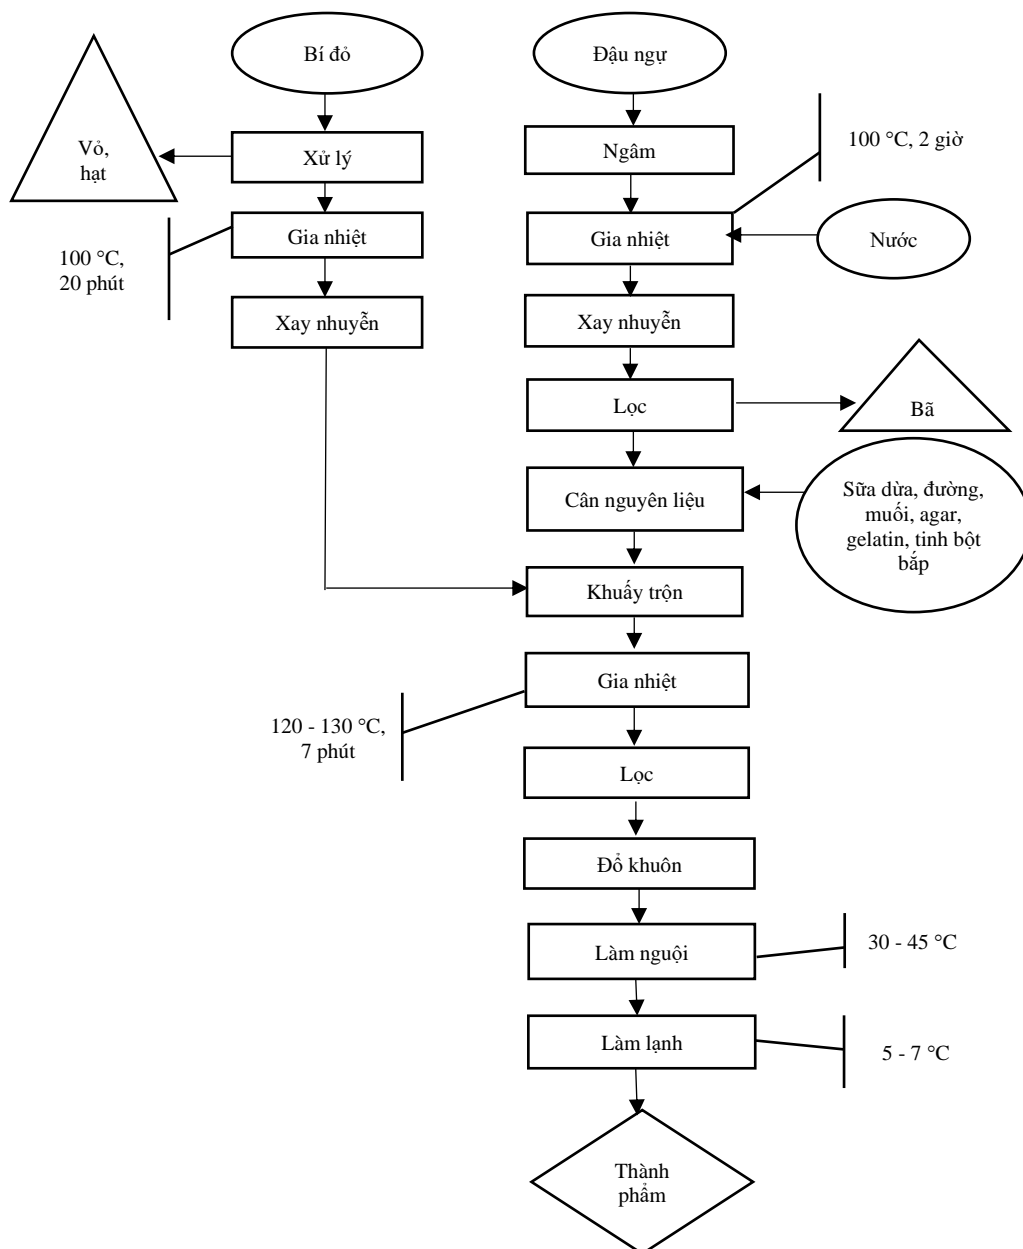 Bí đỏ
Đậu ngự
Vỏ,
hạt
Xử lý
Ngâm
100 °C, 2 giờ
100 °C,
20 phút
Gia nhiệt
Gia nhiệt
Nước
Xay nhuyễn
Xay nhuyễn
Lọc
Bã
Cân nguyên liệu
Sữa dừa, đường,
muối, agar,
gelatin, tinh bột
bắp
Khuấy trộn
Gia nhiệt
120 - 130 °C,
7 phút
Lọc
Đổ khuôn
Làm nguội
30 - 45 °C
Làm lạnh
5 - 7 °C
Thành
phẩm